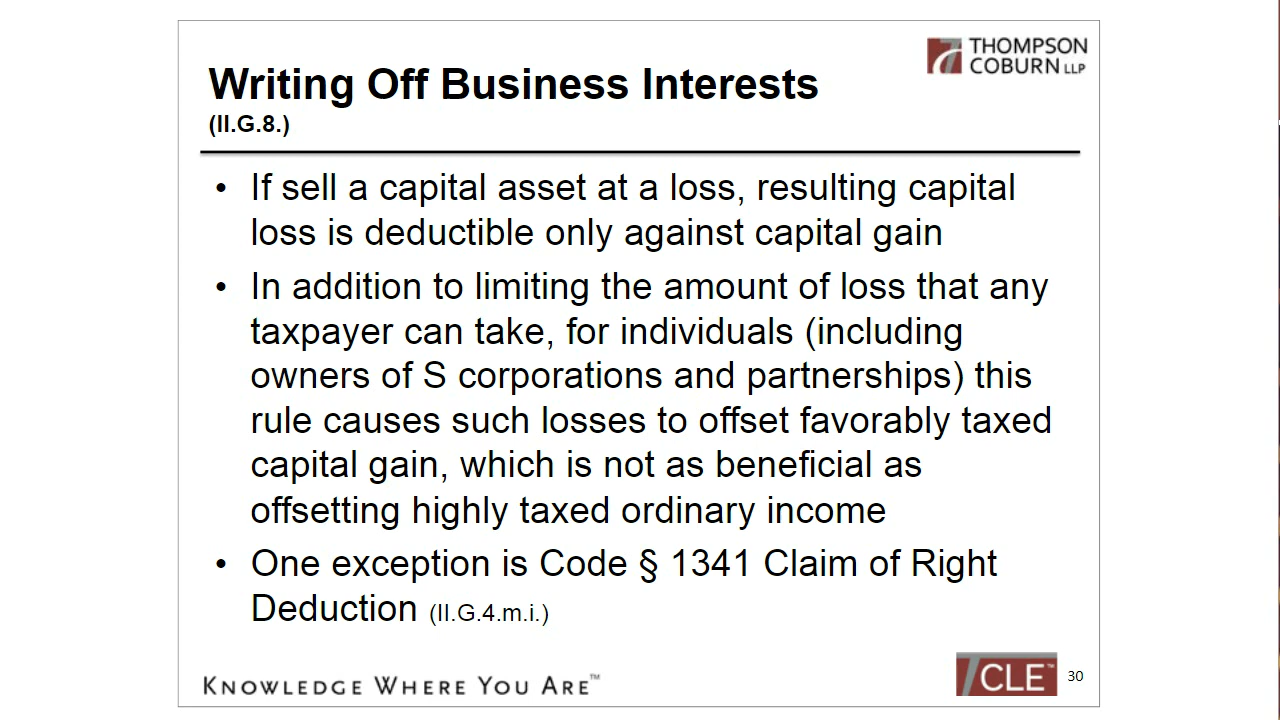 THOMPSON
COBURN LLP
Writing Off Business Interests
(II.G.8.)
• If sell a capital asset at a loss, resulting capital
loss is deductible only against capital gain
• In addition to limiting the amount of loss that any
taxpayer can take, for individuals (including
owners of S corporations and partnerships) this
rule causes such losses to offset favorably taxed
capital gain, which is not as beneficial as
offsetting highly taxed ordinary income
• One exception is Code § 1341 Claim of Right
Deduction (II.G.4.m.i.)
KNOWLEDGE WHERE YOU ARE™
CLE™
30